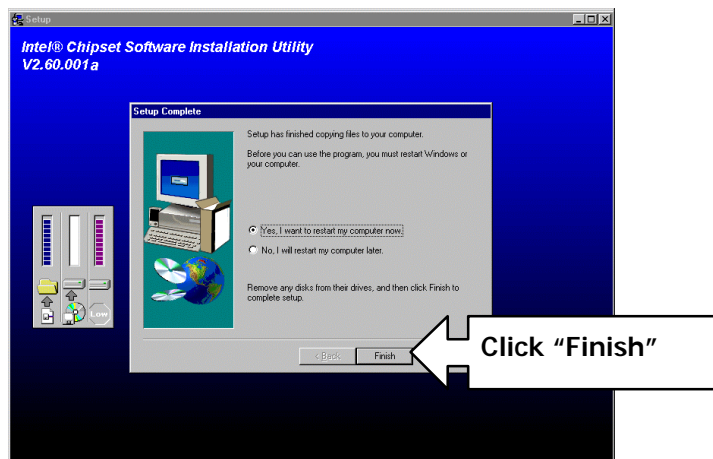 Setup
Intel® Chipset Software Installation Utility
V2.60.001a
Setup Complete
Setup has finished copying files to your computer.
Before you can use the program, you must restart Windows or
your computer.
Yes, I want to restart my computer now.
No, I will restart my computer later.
Remove any disks from their drives, and then click Finish to
complete setup.
Low
< Back
Finish
Click “Finish”